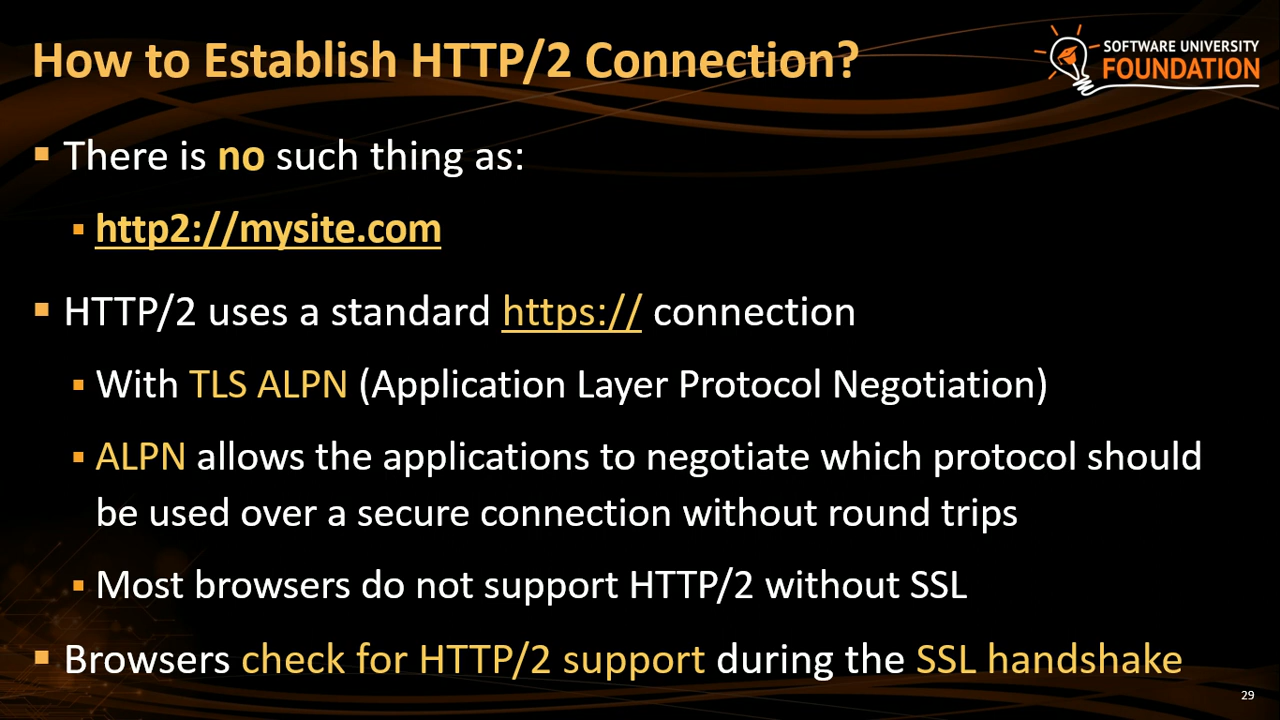 How to Establish HTTP/2 Connection?
SOFTWARE UNIVERSITY
FOUNDATION
▪ There is no such thing as:
▪ http2://mysite.com
▪ HTTP/2 uses a standard https:// connection
▪ With TLS ALPN (Application Layer Protocol Negotiation)
▪ ALPN allows the applications to negotiate which protocol should
be used over a secure connection without round trips
▪ Most browsers do not support HTTP/2 without SSL
▪ Browsers check for HTTP/2 support during the SSL handshake
29